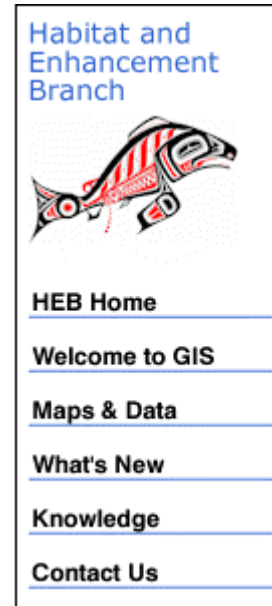 Habitat and
Enhancement
Branch
HEB Home
Welcome to GIS
Maps & Data
What's New
Knowledge
Contact Us